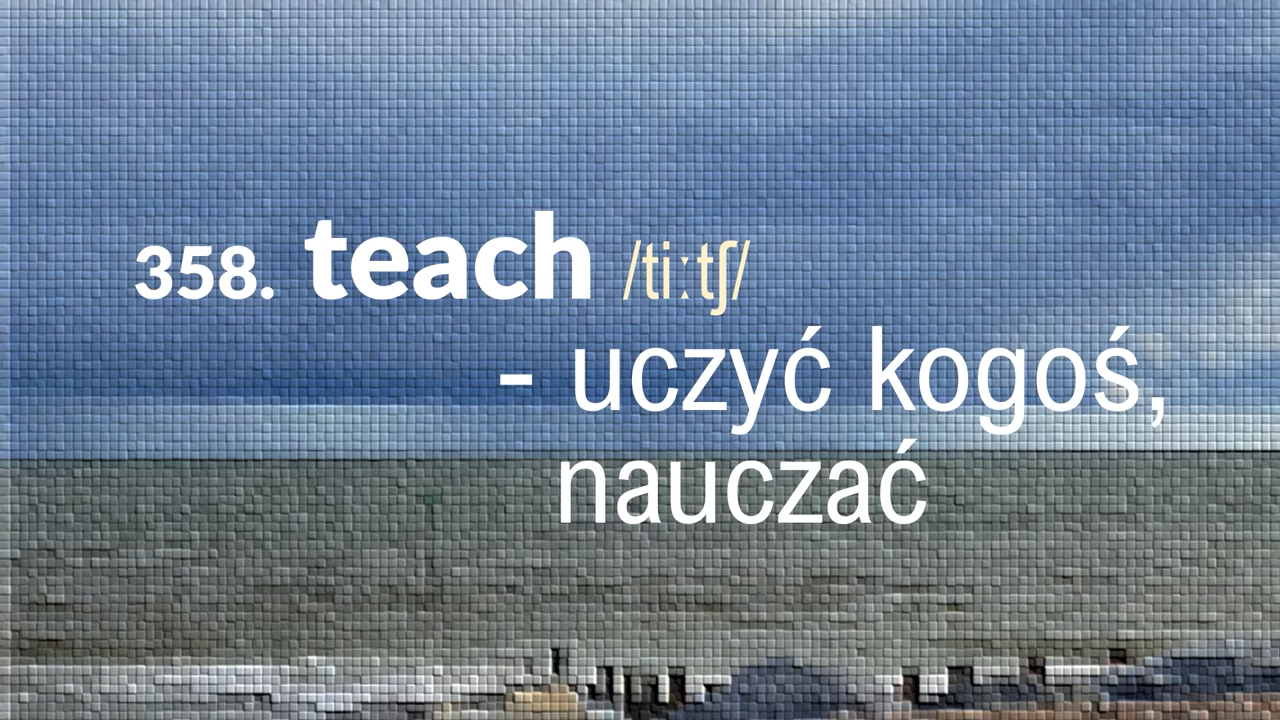 358. teach /tiːtʃ/
- uczyć kogoś,
nauczać